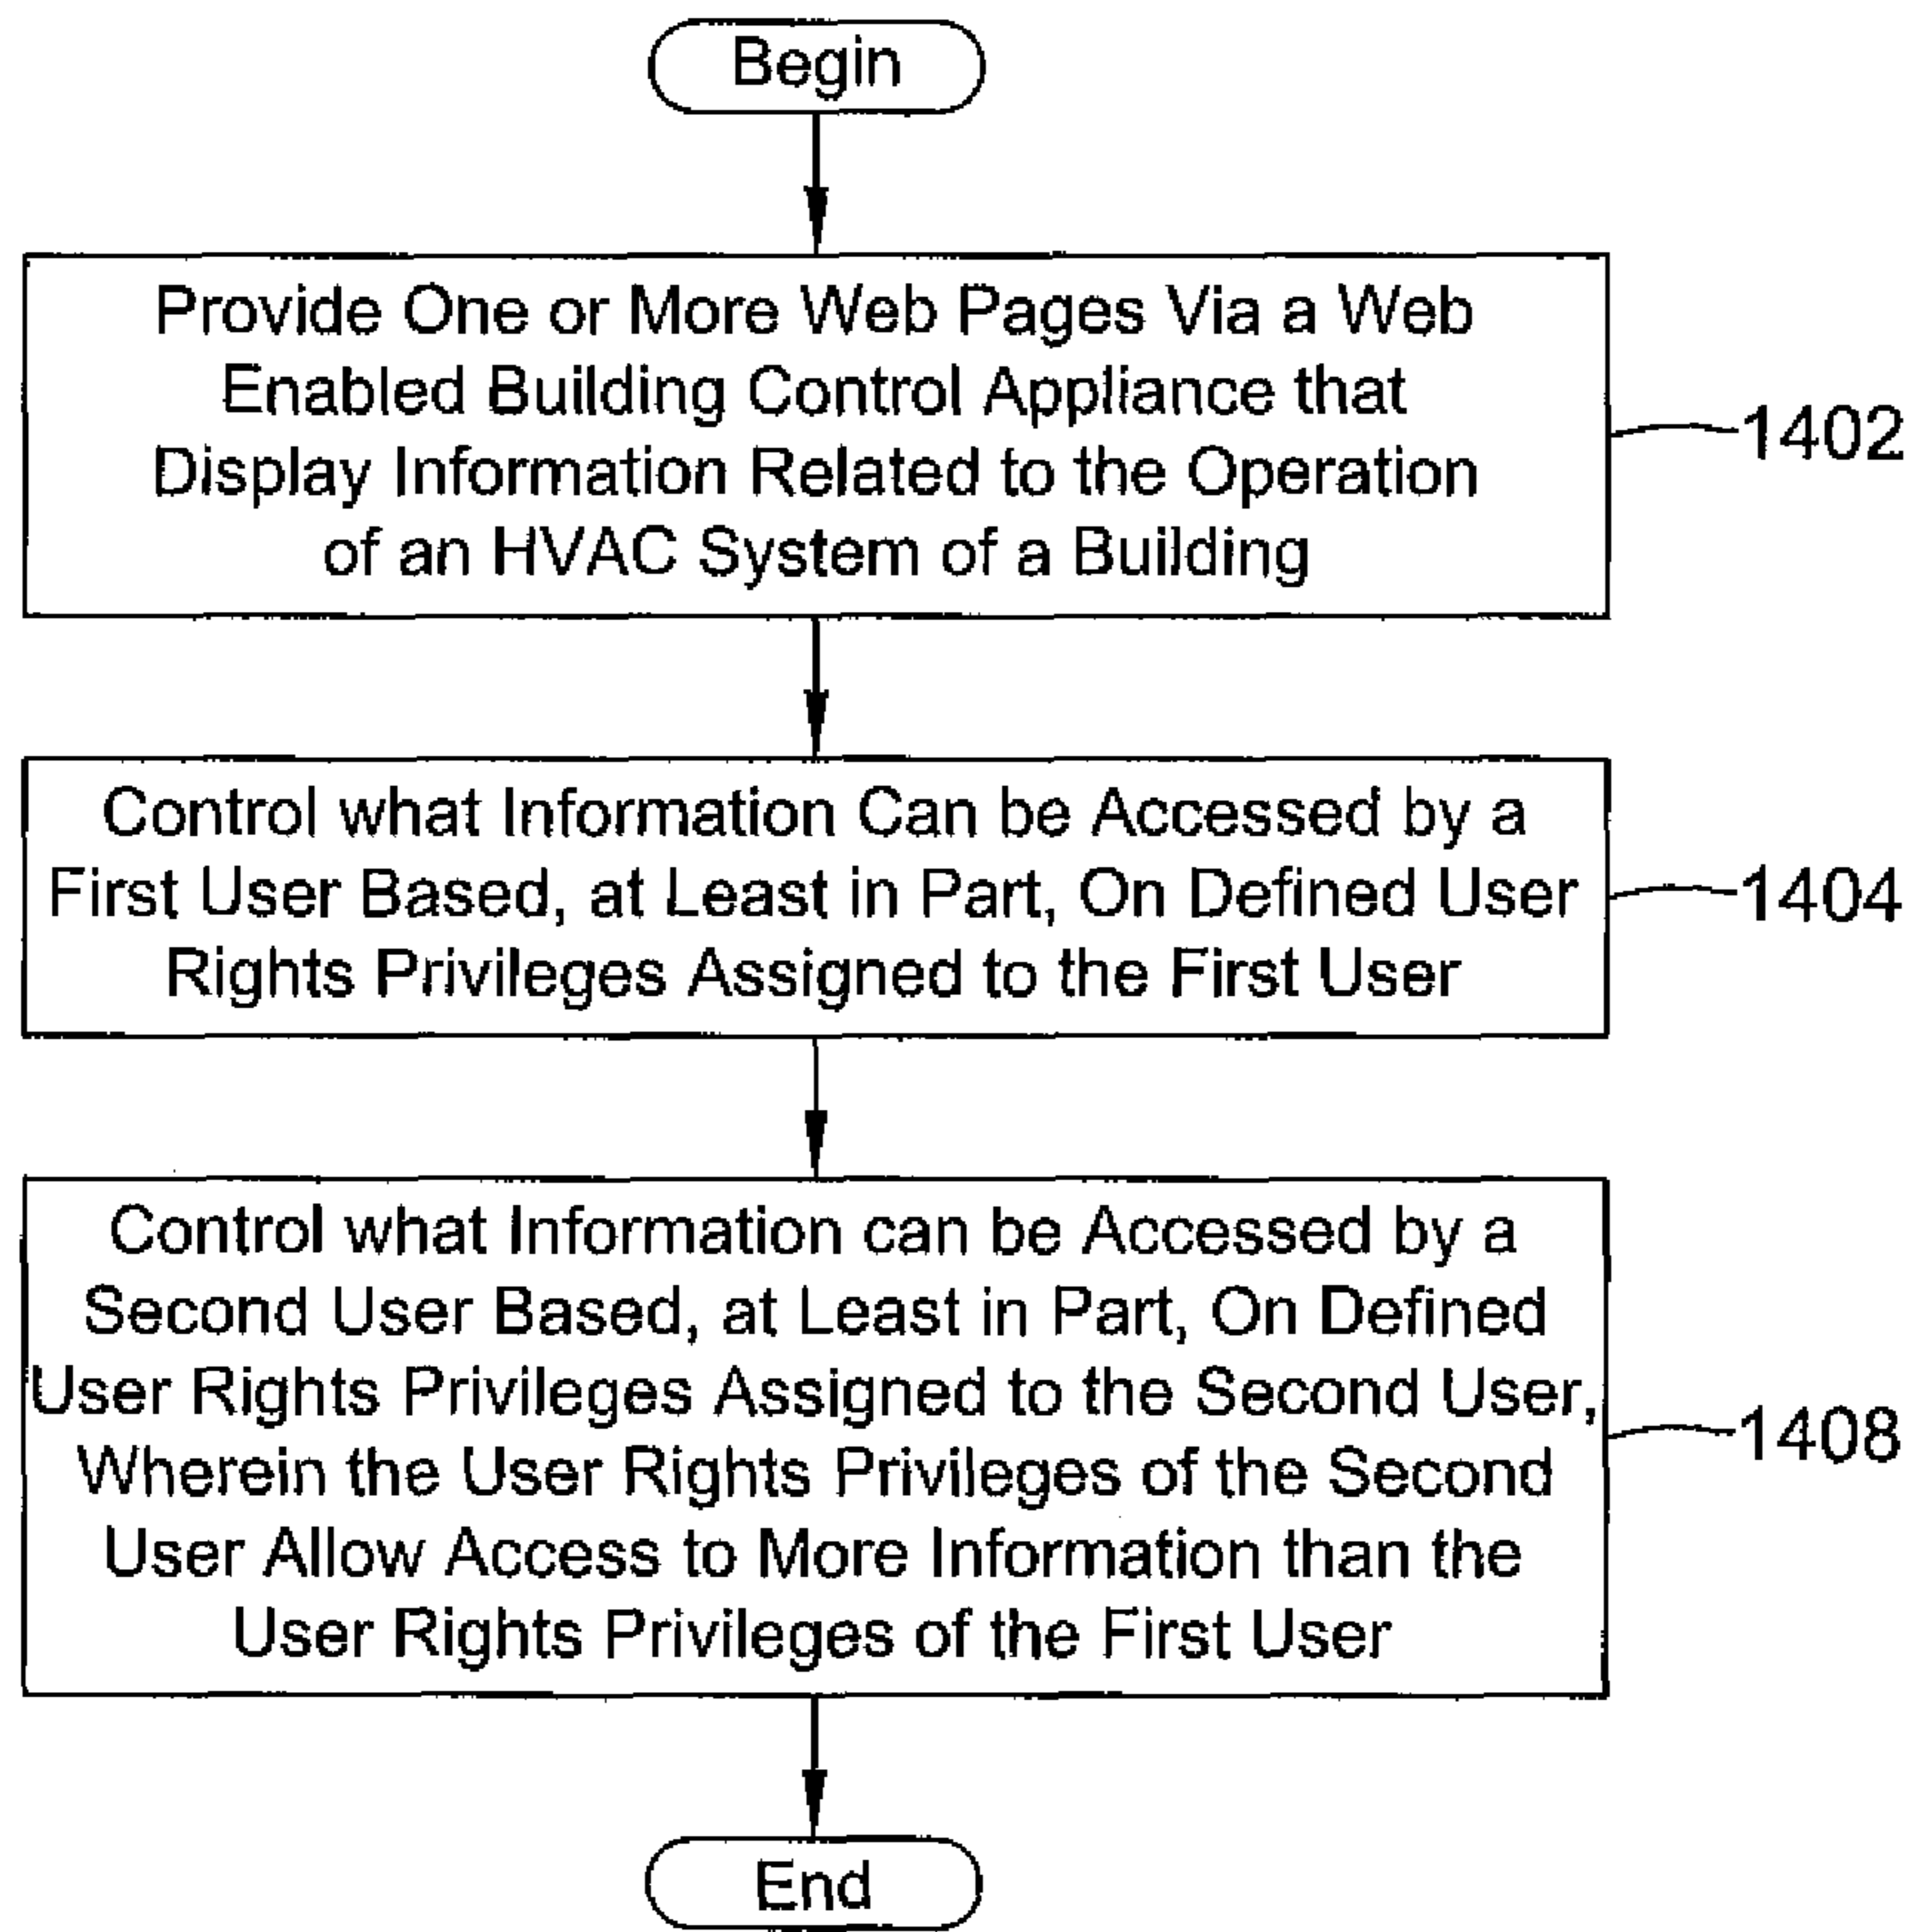 Begin
Provide One or More Web Pages Via a Web
Enabled Building Control Appliance that
Display Information Related to the Operation
of an HVAC System of a Building
1402
Control what Information Can be Accessed by a
First User Based, at Least in Part, On Defined User
Rights Privileges Assigned to the First User
1404
Control what Information can be Accessed by a
Second User Based, at Least in Part, On Defined
User Rights Privileges Assigned to the Second User,
Wherein the User Rights Privileges of the Second
User Allow Access to More Information than the
User Rights Privileges of the First User
1408
End